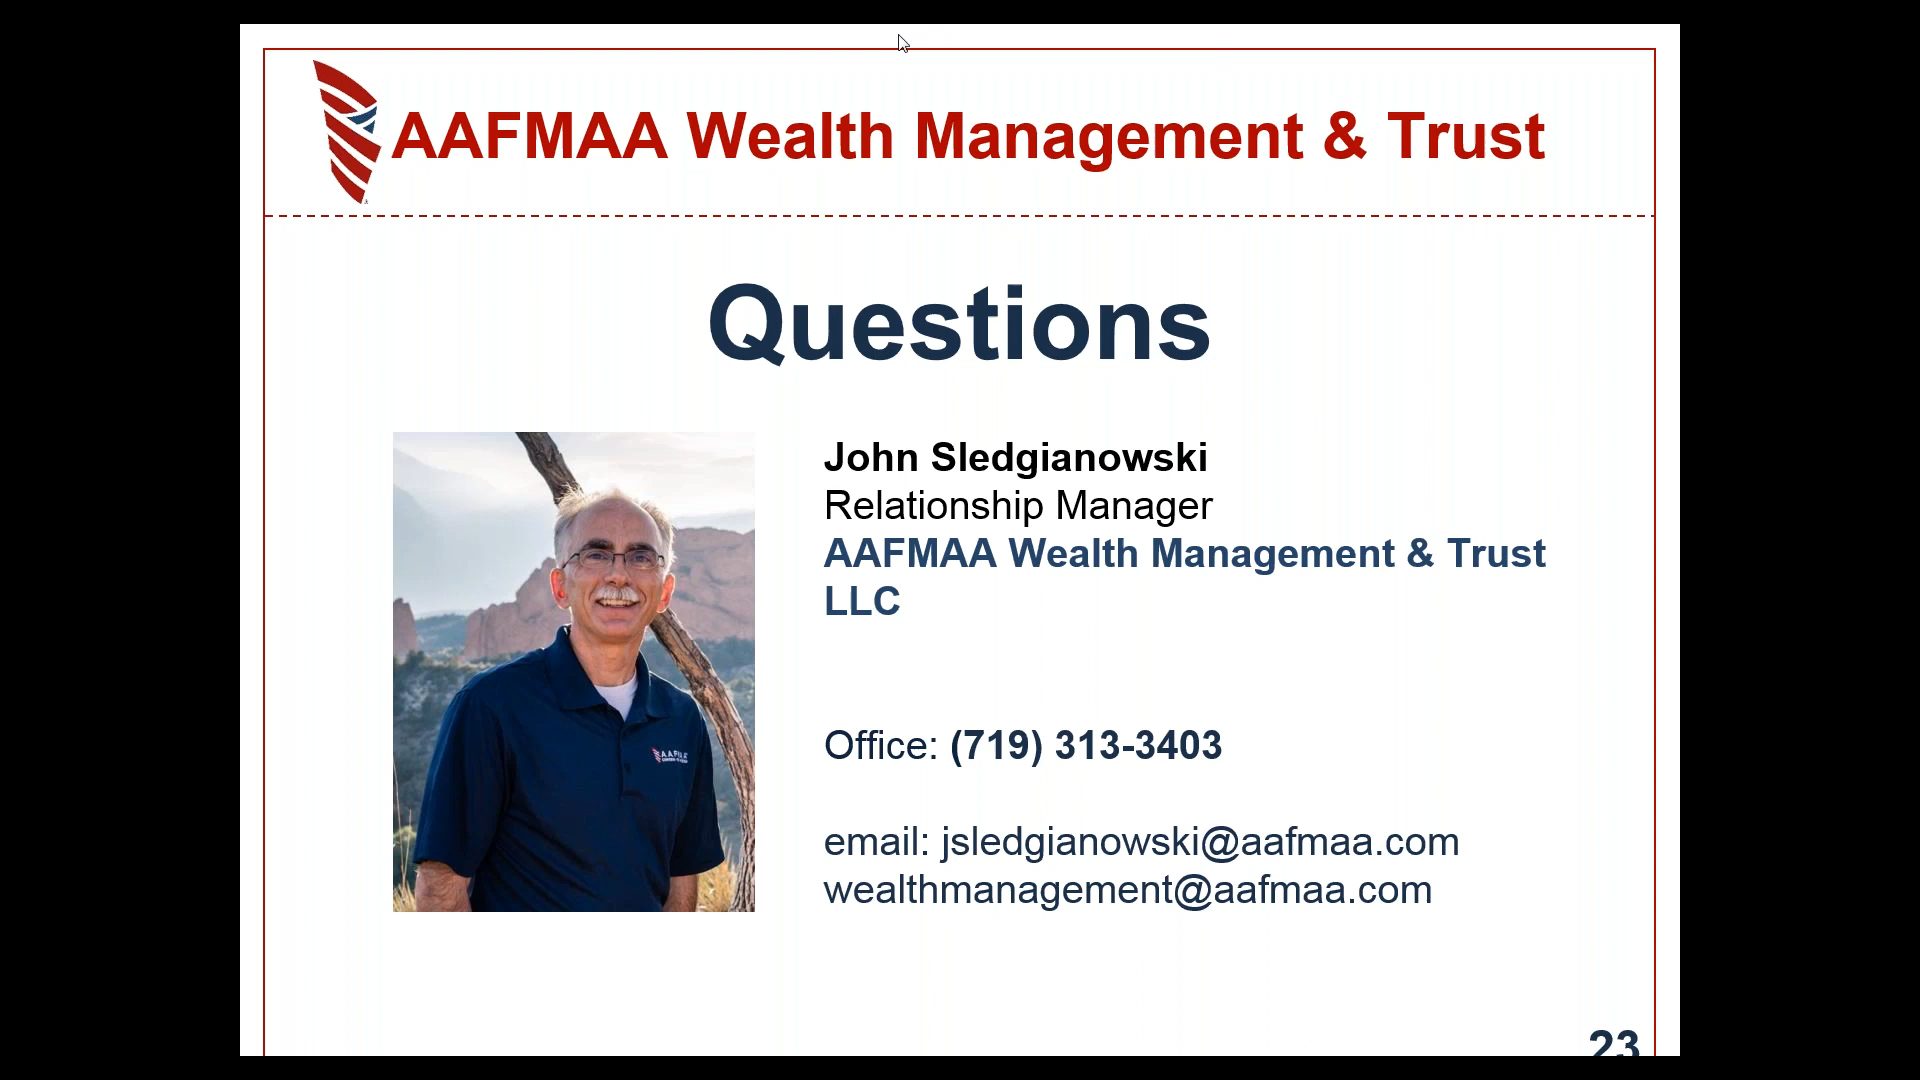 AAFMAA Wealth Management & Trust
Questions
John Sledgianowski
Relationship Manager
AAFMAA Wealth Management & Trust
LLC
Office: (719) 313-3403
email: jsledgianowski@aafmaa.com
wealthmanagement@aafmaa.com
23